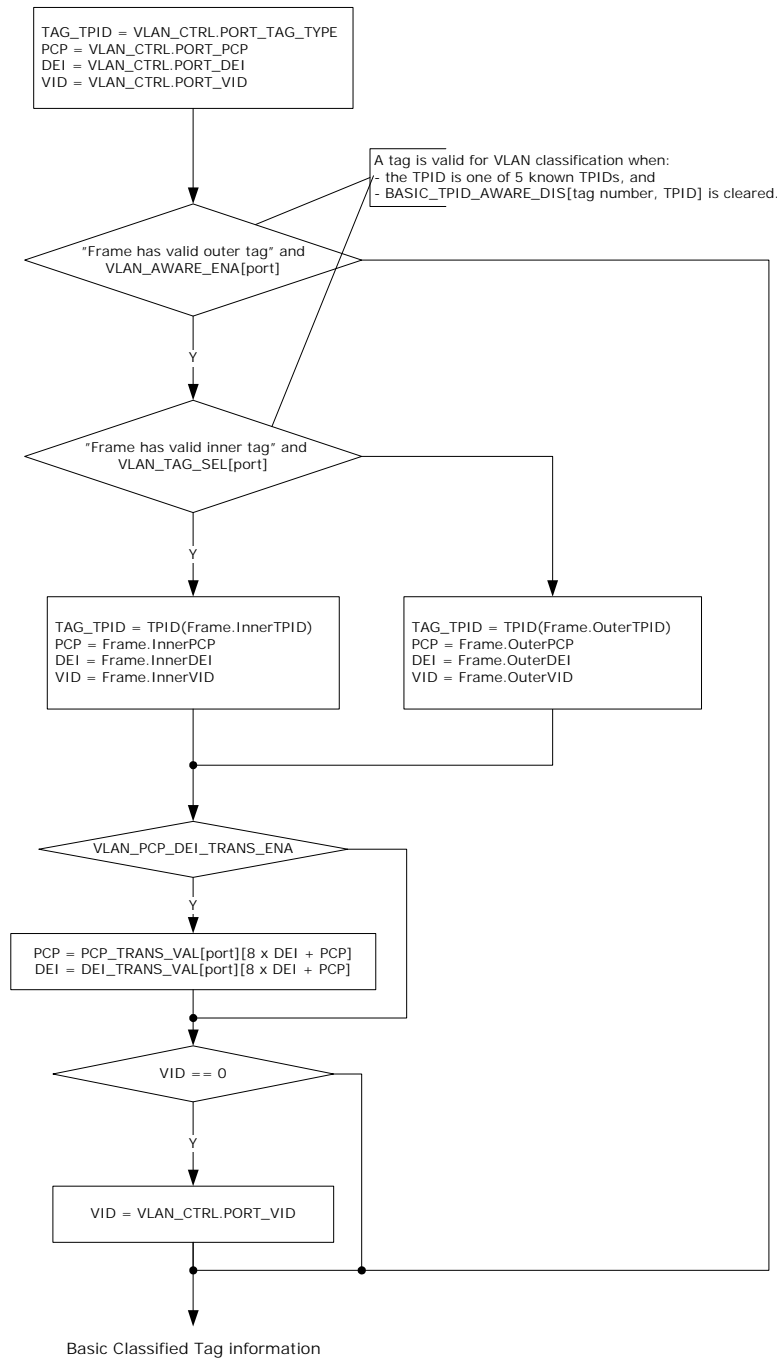 TAG_TPID = VLAN_CTRL.PORT_TAG_TYPE
PCP = VLAN_CTRL.PORT_PCP
DEI = VLAN_CTRL.PORT_DEI
VID = VLAN_CTRL.PORT_VID
A tag is valid for VLAN classification when:
- the TPID is one of 5 known TPIDs, and
- BASIC_TPID_AWARE_DIS[tag number, TPID] is cleared.
"Frame has valid outer tag" and
VLAN_AWARE_ENA[port]
Y
"Frame has valid inner tag" and
VLAN_TAG_SEL[port]
Y
TAG_TPID = TPID(Frame.InnerTPID)
PCP = Frame.InnerPCP
DEI = Frame.InnerDEI
VID = Frame.InnerVID
TAG_TPID = TPID(Frame.OuterTPID)
PCP = Frame.OuterPCP
DEI = Frame.OuterDEI
VID = Frame.OuterVID
VLAN_PCP_DEI_TRANS_ENA
Y
PCP = PCP_TRANS_VAL[port][8 x DEI + PCP]
DEI = DEI_TRANS_VAL[port][8 x DEI + PCP]
VID == 0
Y
VID = VLAN_CTRL.PORT_VID
Basic Classified Tag information